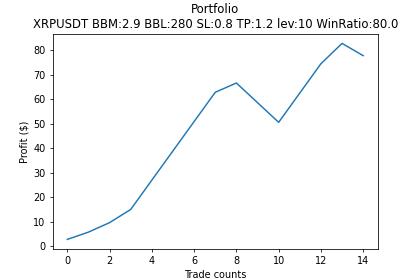 Portfolio
XRPUSDT BBM:2.9 BBL:280 SL:0.8 TP:1.2 lev:10 WinRatio:80.0
80
70
60
50
40
30
20
10
0
Profit ($)
0 2 4 6 8 10 12 14
Trade counts